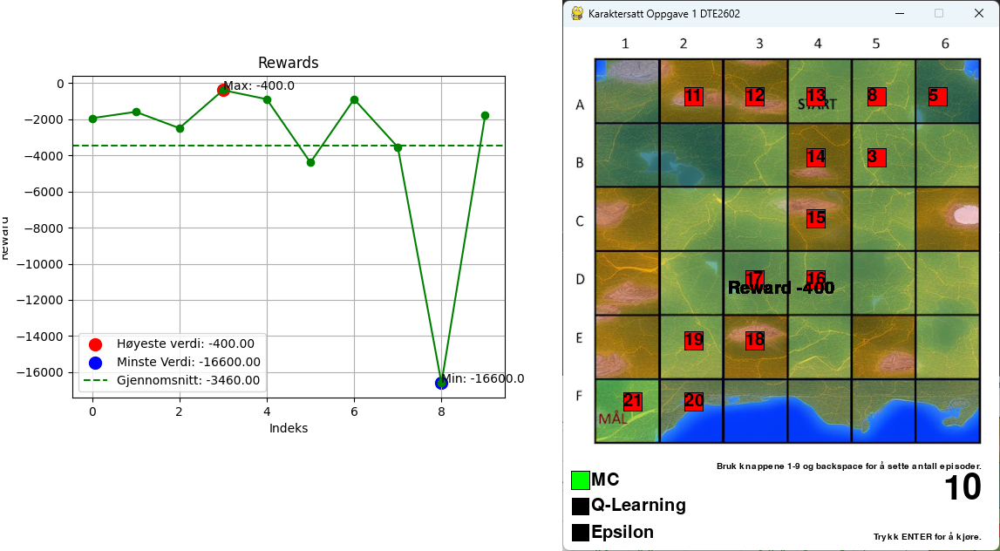 Rewards
Max: -400.0
Min: -16600.0
0
−2000
−4000
−6000
−8000
−10000
−12000
−14000
−16000
Reward
Høyeste verdi: -400.00
Minste Verdi: -16600.00
Gjennomsnitt: -3460.00
0 2 4 6 8
Indeks
Karaktersatt Oppgave 1 DTE2602
1 2 3 4 5 6
A 11 12 13 8 5
START
B 14 3
C 15
D 17 16
Reward -400
E 19 18
F 21 20
MÅL
Bruk knappene 1-9 og backspace for å sette antall episoder.
10
MC
Q-Learning
Epsilon
Trykk ENTER for å kjøre.